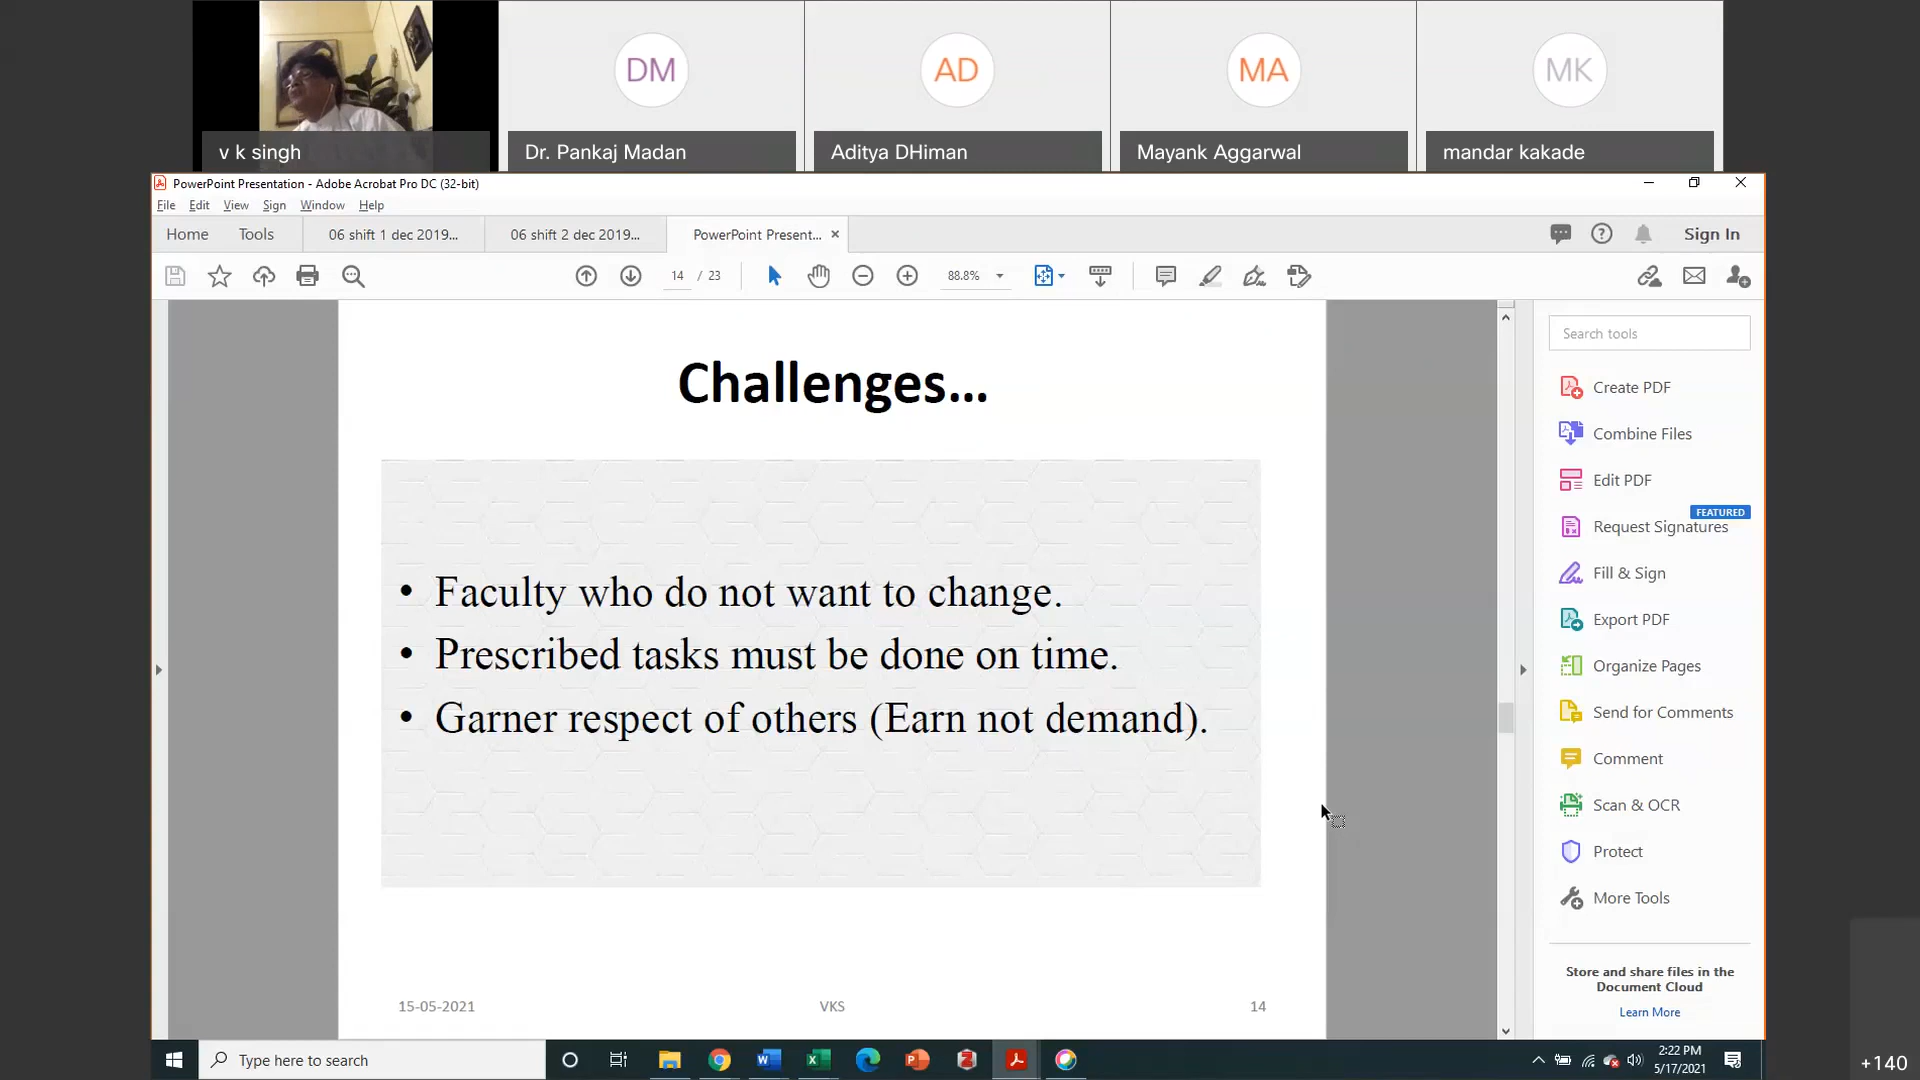 DM
AD
MA
MK
v k singh
Dr. Pankaj Madan
Aditya DHiman
Mayank Aggarwal
mandar kakade
PowerPoint Presentation - Adobe Acrobat Pro DC (32-bit)
File Edit View Sign Window Help
Home Tools 06 shift 1 dec 2019... 06 shift 2 dec 2019... PowerPoint Present... × Sign In
14 / 23 88.8%
Challenges...
• Faculty who do not want to change.
• Prescribed tasks must be done on time.
• Garner respect of others (Earn not demand).
15-05-2021 VKS 14
Search tools
Create PDF
Combine Files
Edit PDF
FEATURED
Request Signatures
Fill & Sign
Export PDF
Organize Pages
Send for Comments
Comment
Scan & OCR
Protect
More Tools
Store and share files in the
Document Cloud
Learn More
Type here to search
2:22 PM
5/17/2021
+140